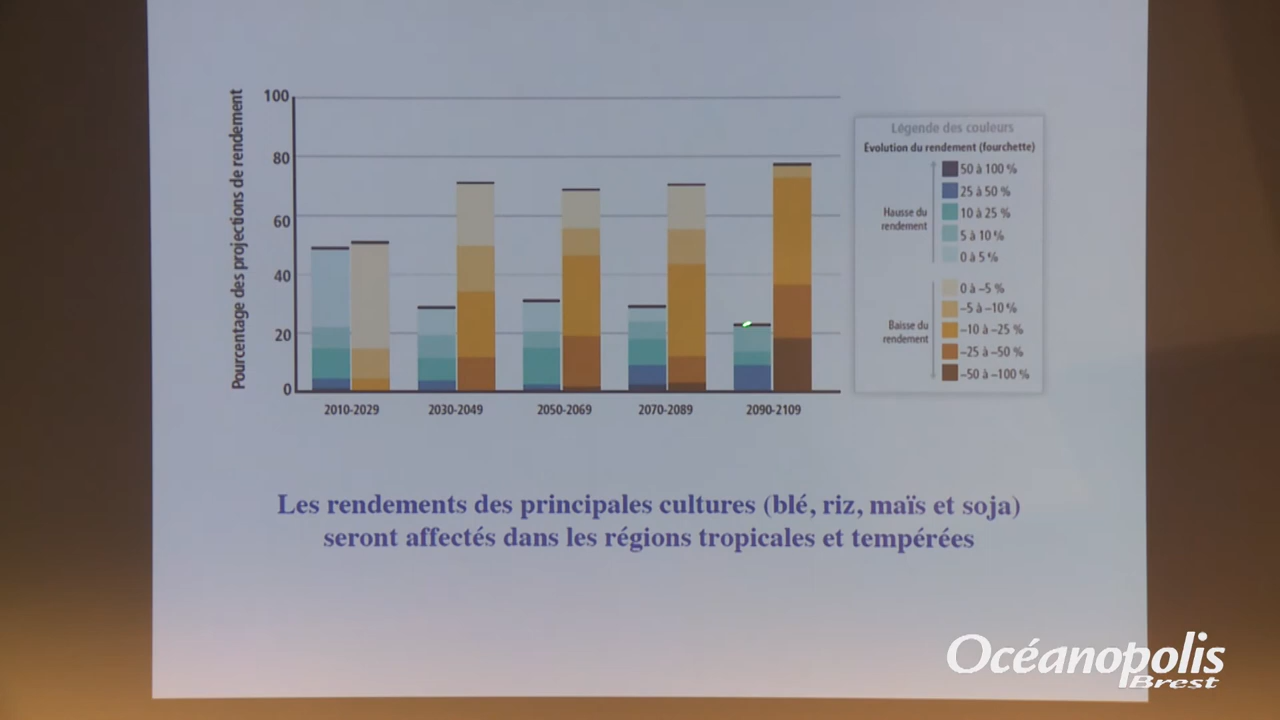 Pourcentage des projections de rendement
100
80
60
40
20
0
2010-2029
2030-2049
2050-2069
2070-2089
2090-2109
Légende des couleurs
Évolution du rendement (fourchette)
Hausse du
rendement
50 à 100 %
25 à 50 %
10 à 25 %
5 à 10 %
0 à 5 %
Baisse du
rendement
0 à –5 %
–5 à –10 %
–10 à –25 %
–25 à –50 %
–50 à –100 %
Les rendements des principales cultures (blé, riz, maïs et soja)
seront affectés dans les régions tropicales et tempérées
Océanopolis
Brest